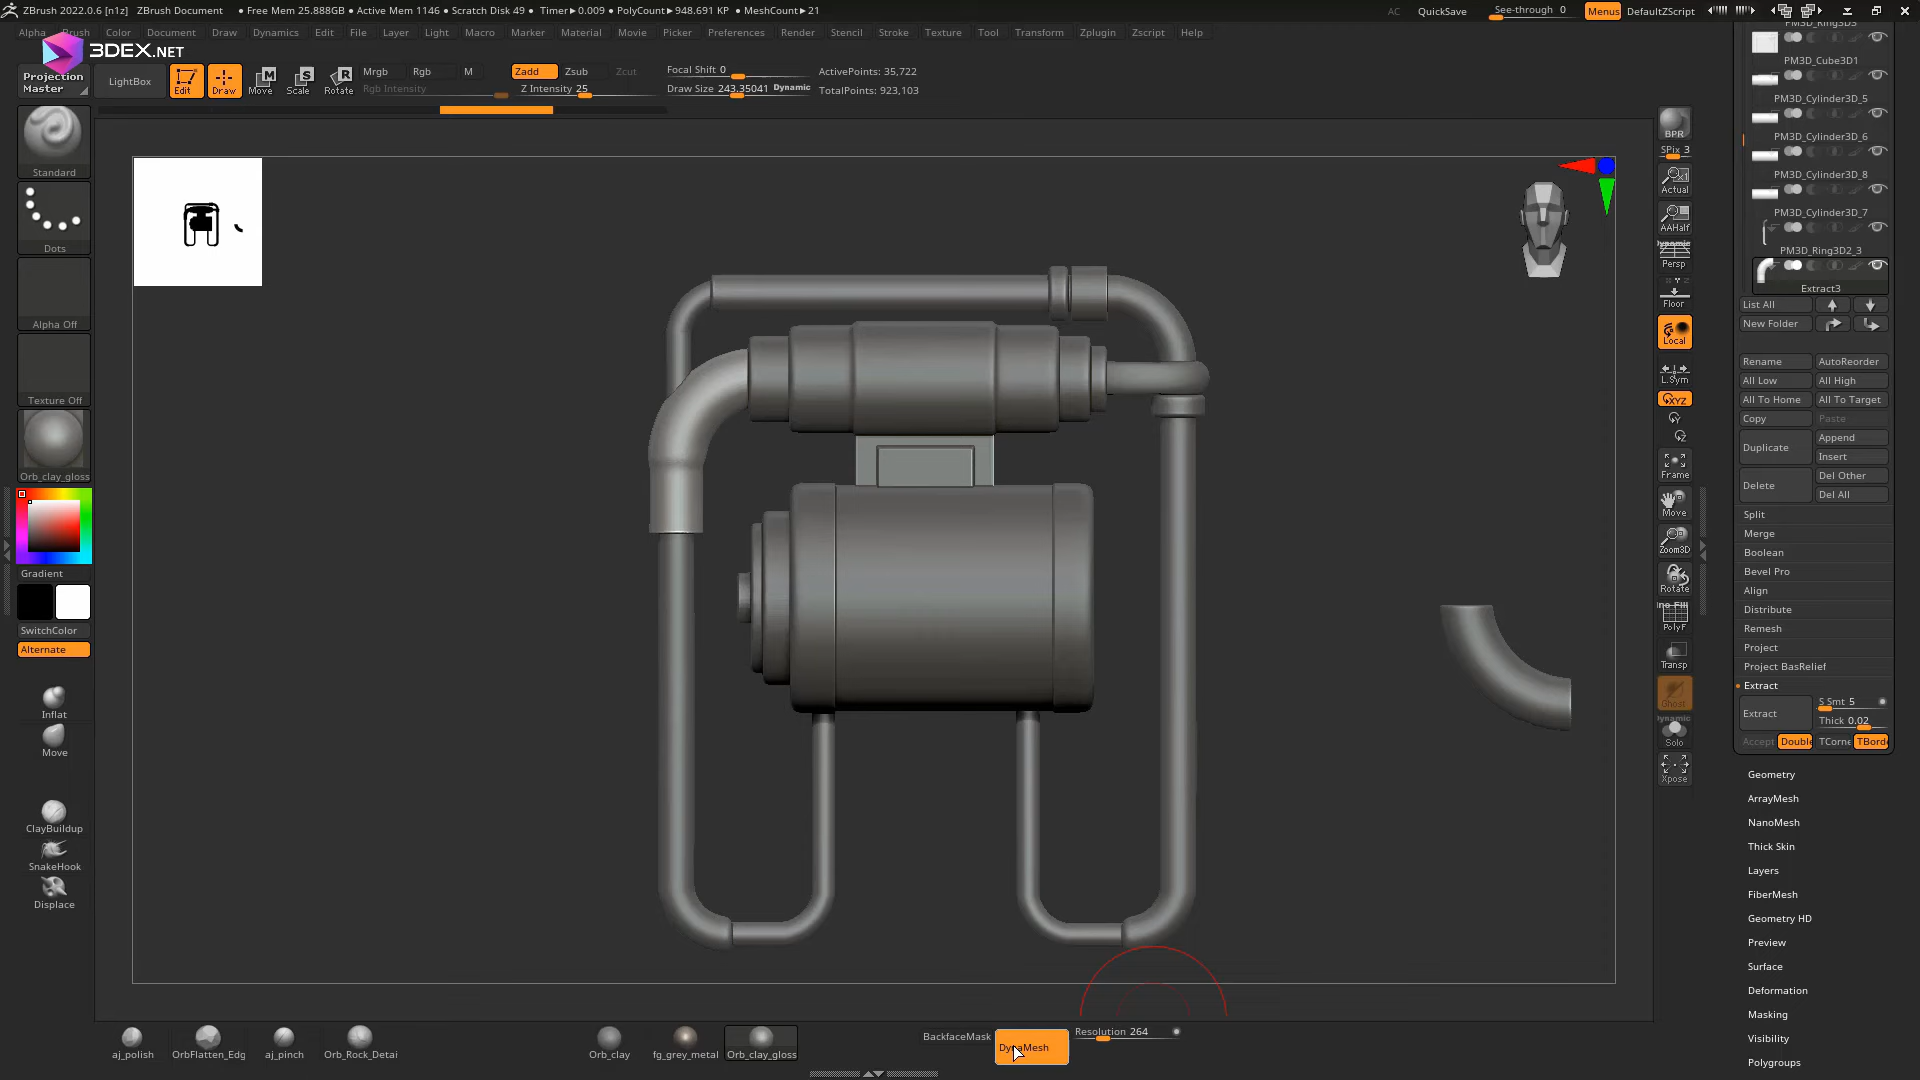 ZBrush 2022.0.6 [n1z] ZBrush Document • Free Mem 25.888GB • Active Mem 1146 • Scratch Disk 49 • Timer►0.009 • PolyCount►948.691 KP • MeshCount►21 AC QuickSave See-through 0 Menus DefaultZScript
Alpha Brush Color Document Draw Dynamics Edit File Layer Light Macro Marker Material Movie Picker Preferences Render Stencil Stroke Texture Tool Transform Zplugin Zscript Help
3DEX.NET
Projection
Master
LightBox
Edit
Draw
Move
Scale
Rotate
Mrgb Rgb M
Rgb Intensity
Zadd Zsub Zcut
Z Intensity 25
Focal Shift 0
Draw Size 243.35041 Dynamic
ActivePoints: 35,722
TotalPoints: 923,103
Standard
Dots
Alpha Off
Texture Off
Orb_clay_gloss
Gradient
SwitchColor
Alternate
Inflat
Move
ClayBuildup
SnakeHook
Displace
aj_polish
OrbFlatten_Edg
aj_pinch
Orb_Rock_Detai
Orb_clay
fg_grey_metal
Orb_clay_gloss
BackfaceMask
DynaMesh
Resolution 264
BPR
SPix 3
Actual
AAHalf
Dynamic
Persp
Floor
Local
L.Sym
XYZ
Frame
Move
Zoom3D
Rotate
PolyF
Transp
Ghost
Dynamic
Solo
Xpose
PM3D_Ring3D3
PM3D_Cube3D1
PM3D_Cylinder3D_5
PM3D_Cylinder3D_6
PM3D_Cylinder3D_8
PM3D_Cylinder3D_7
PM3D_Ring3D2_3
Extract3
List All
New Folder
Rename AutoReorder
All Low All High
All To Home All To Target
Copy Paste
Duplicate Append
Insert
Delete Del Other
Del All
Split
Merge
Boolean
Bevel Pro
Align
Distribute
Remesh
Project
Project BasRelief
Extract
Extract S Smt 5
Thick 0.02
Accept Double TCorne TBorde
Geometry
ArrayMesh
NanoMesh
Thick Skin
Layers
FiberMesh
Geometry HD
Preview
Surface
Deformation
Masking
Visibility
Polygroups